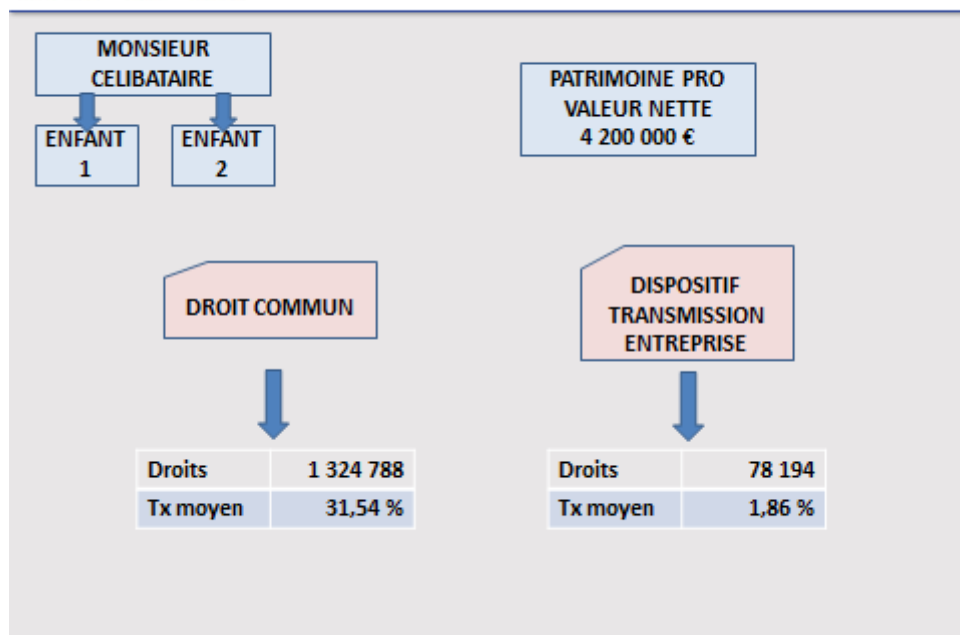 MONSIEUR
CELIBATAIRE
ENFANT
1
ENFANT
2
PATRIMOINE PRO
VALEUR NETTE
4 200 000 €
DROIT COMMUN
DISPOSITIF
TRANSMISSION
ENTREPRISE
Droits 1 324 788
Tx moyen 31,54 %
Droits 78 194
Tx moyen 1,86 %